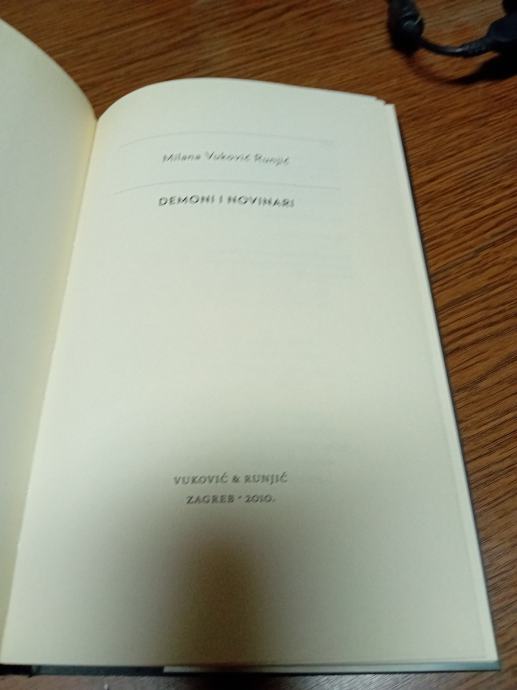 Milana Vuković Runjić
DEMONI I NOVINARI
VUKOVIĆ & RUNJIĆ
ZAGREB • 2010.